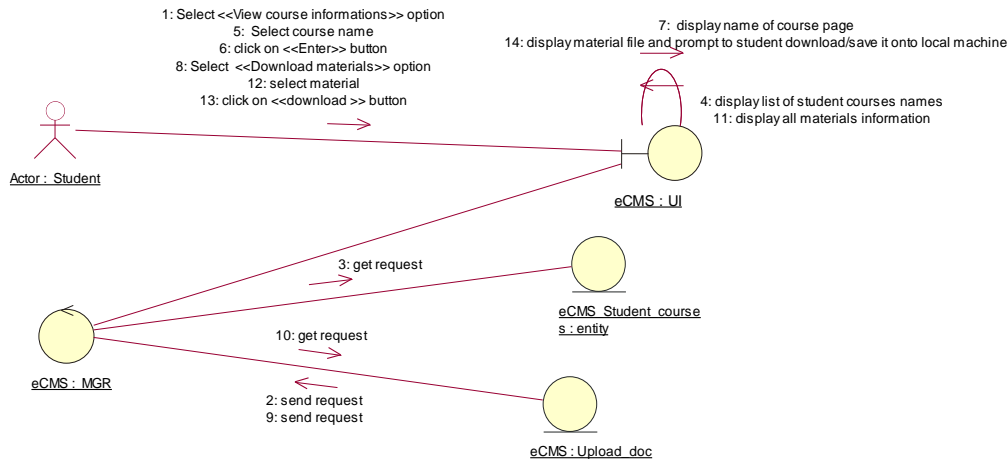 1: Select <<View course informations>> option
5: Select course name
6: click on <<Enter>> button
8: Select <<Download materials>> option
12: select material
13: click on <<download >> button
7: display name of course page
14: display material file and prompt to student download/save it onto local machine
4: display list of student courses names
11: display all materials information
Actor : Student
eCMS : UI
3: get request
eCMS Student_course
s : entity
10: get request
eCMS : MGR
2: send request
9: send request
eCMS : Upload_doc